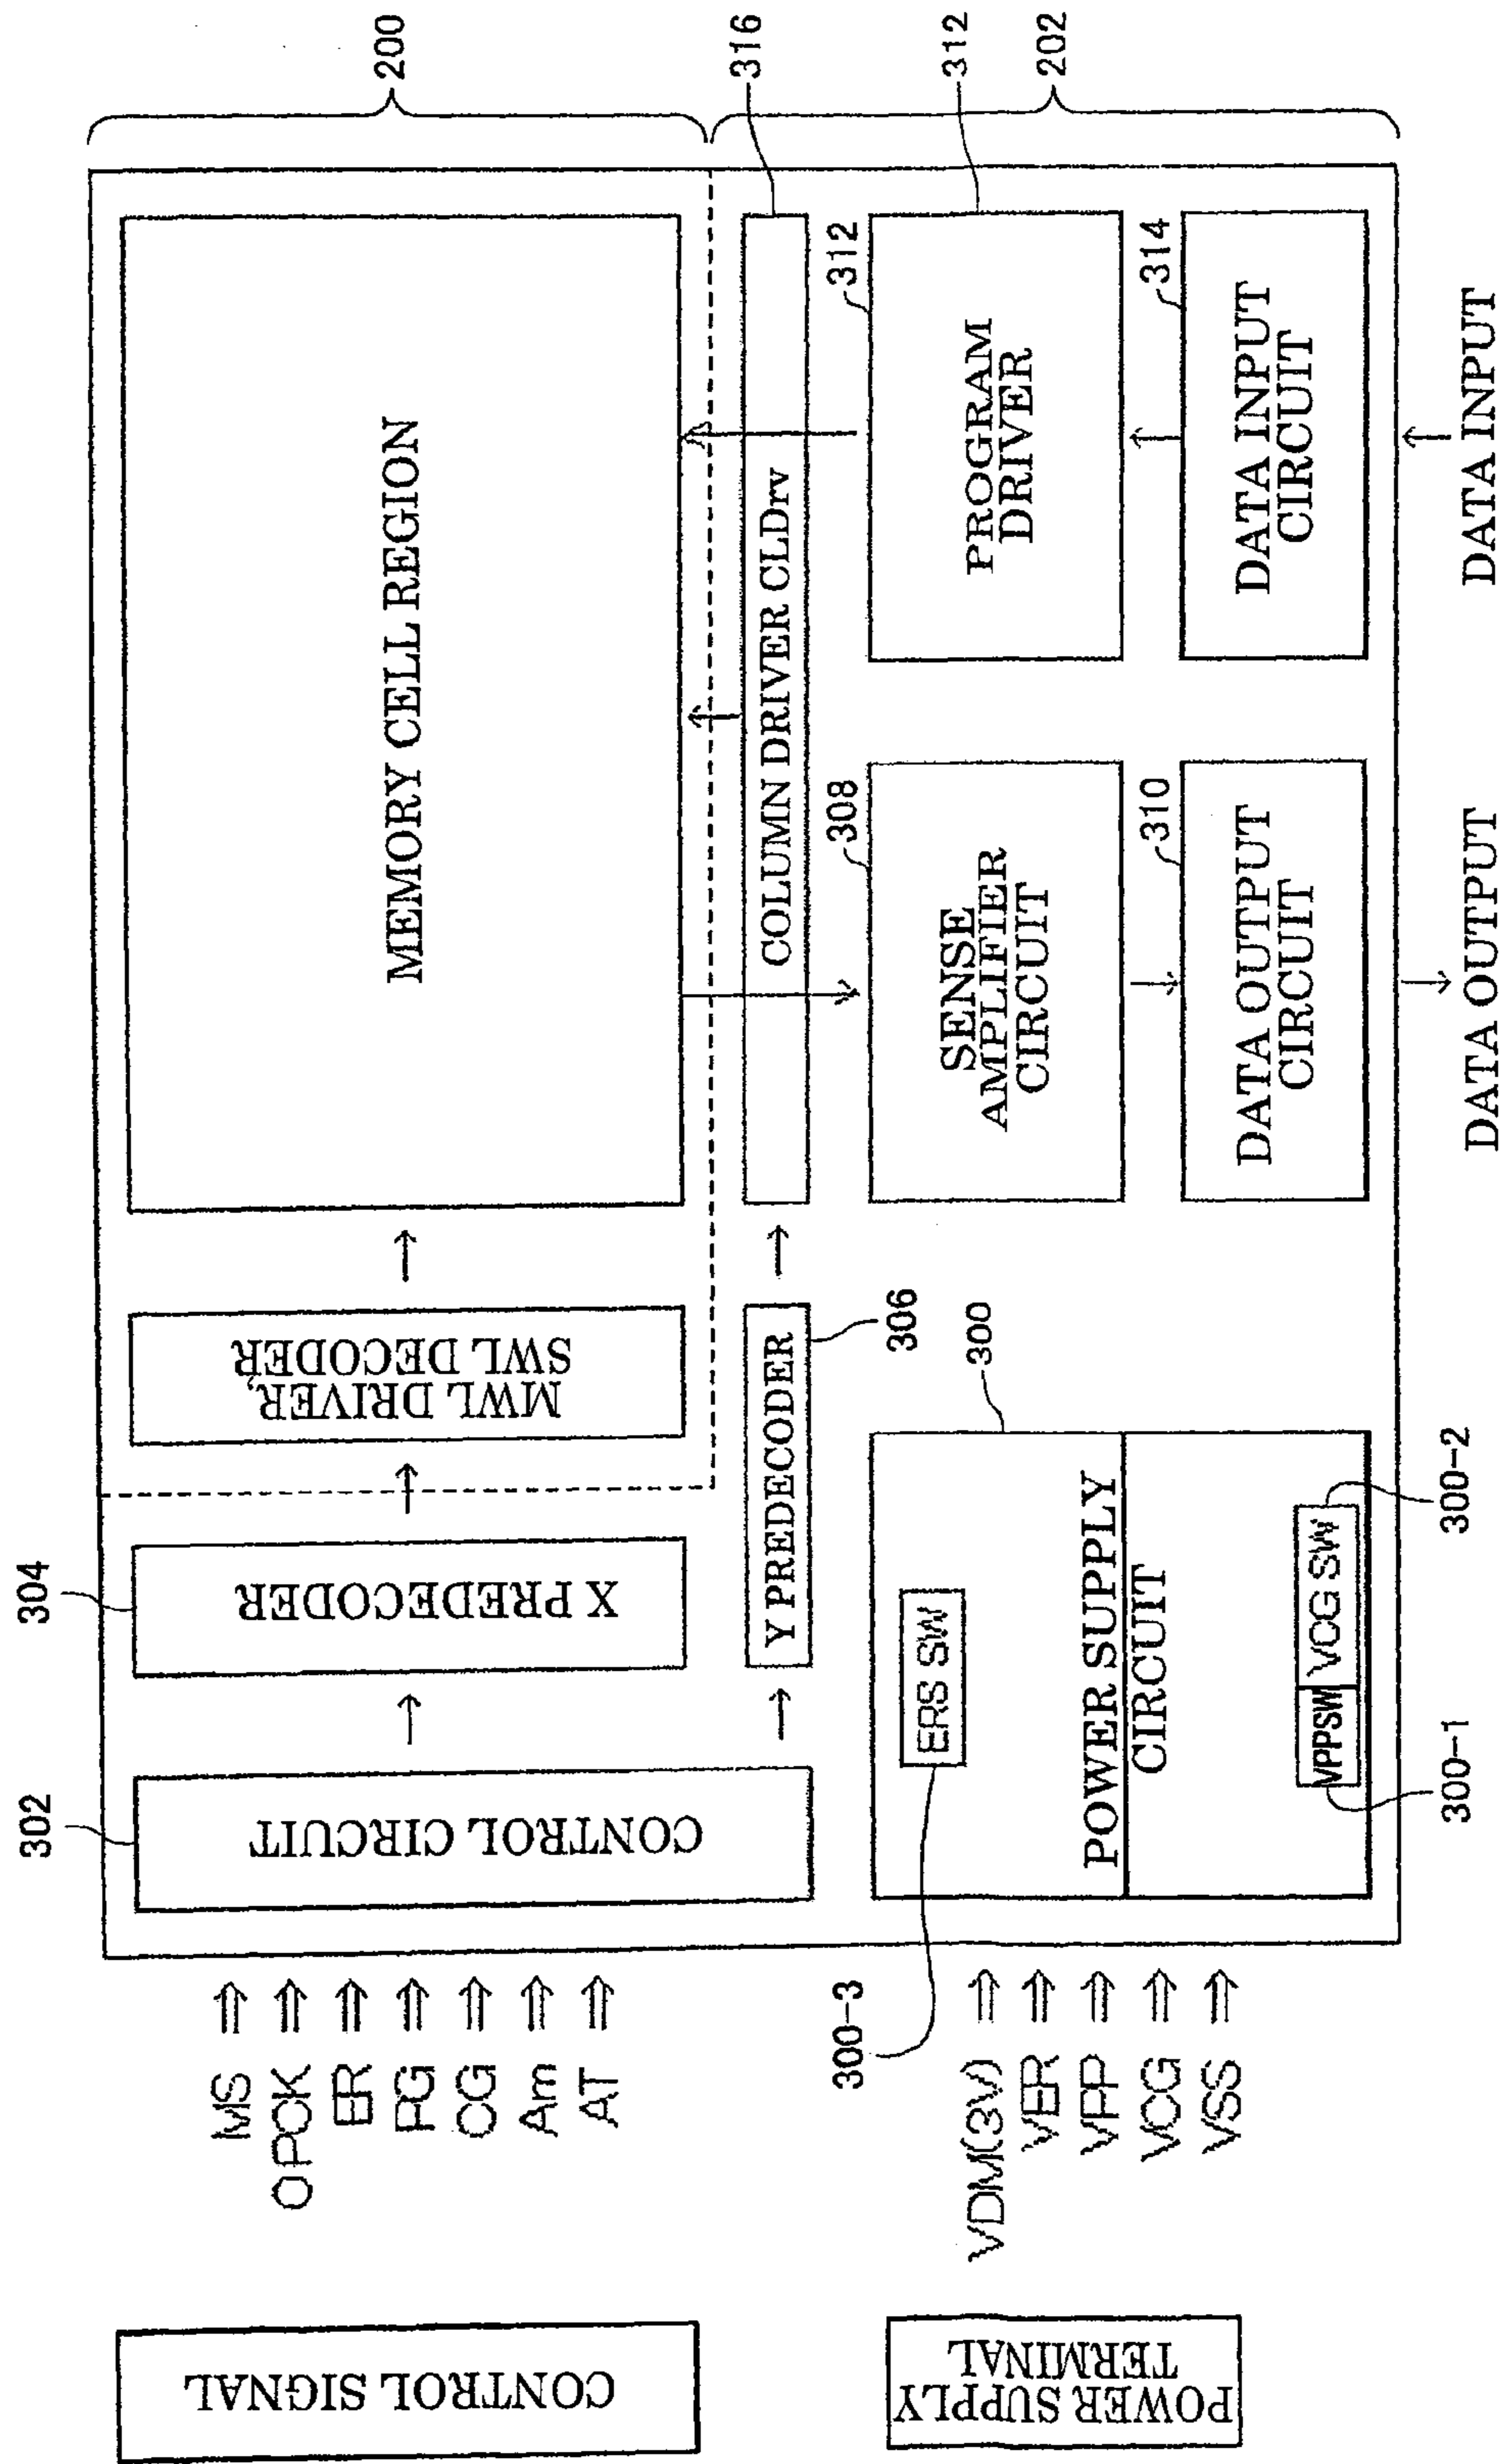 200
316
312
202
MEMORY CELL REGION
MWL DRIVER,
SWL DECODER
304
X PREDECODER
302
CONTROL CIRCUIT
COLUMN DRIVER CLDrv
Y PREDECODER
306
312
PROGRAM
DRIVER
314
DATA INPUT
CIRCUIT
DATA INPUT
308
SENSE
AMPLIFIER
CIRCUIT
310
DATA OUTPUT
CIRCUIT
DATA OUTPUT
300
ERS SW
POWER SUPPLY
CIRCUIT
VPPSW
VCG SW
300-1
300-2
300-3
MS
OPCK
ER
PG
CG
Am
AT
VDM(3V)
VER
VPP
VCG
VSS
CONTROL SIGNAL
POWER SUPPLY
TERMINAL